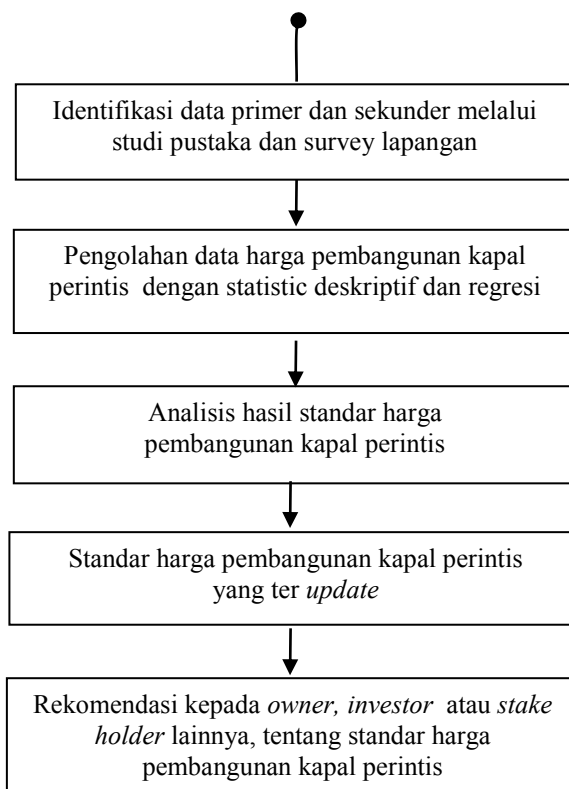 Identifikasi data primer dan sekunder melalui
studi pustaka dan survey lapangan
Pengolahan data harga pembangunan kapal
perintis dengan statistic deskriptif dan regresi
Analisis hasil standar harga
pembangunan kapal perintis
Standar harga pembangunan kapal perintis
yang ter update
Rekomendasi kepada owner, investor atau stake
holder lainnya, tentang standar harga
pembangunan kapal perintis